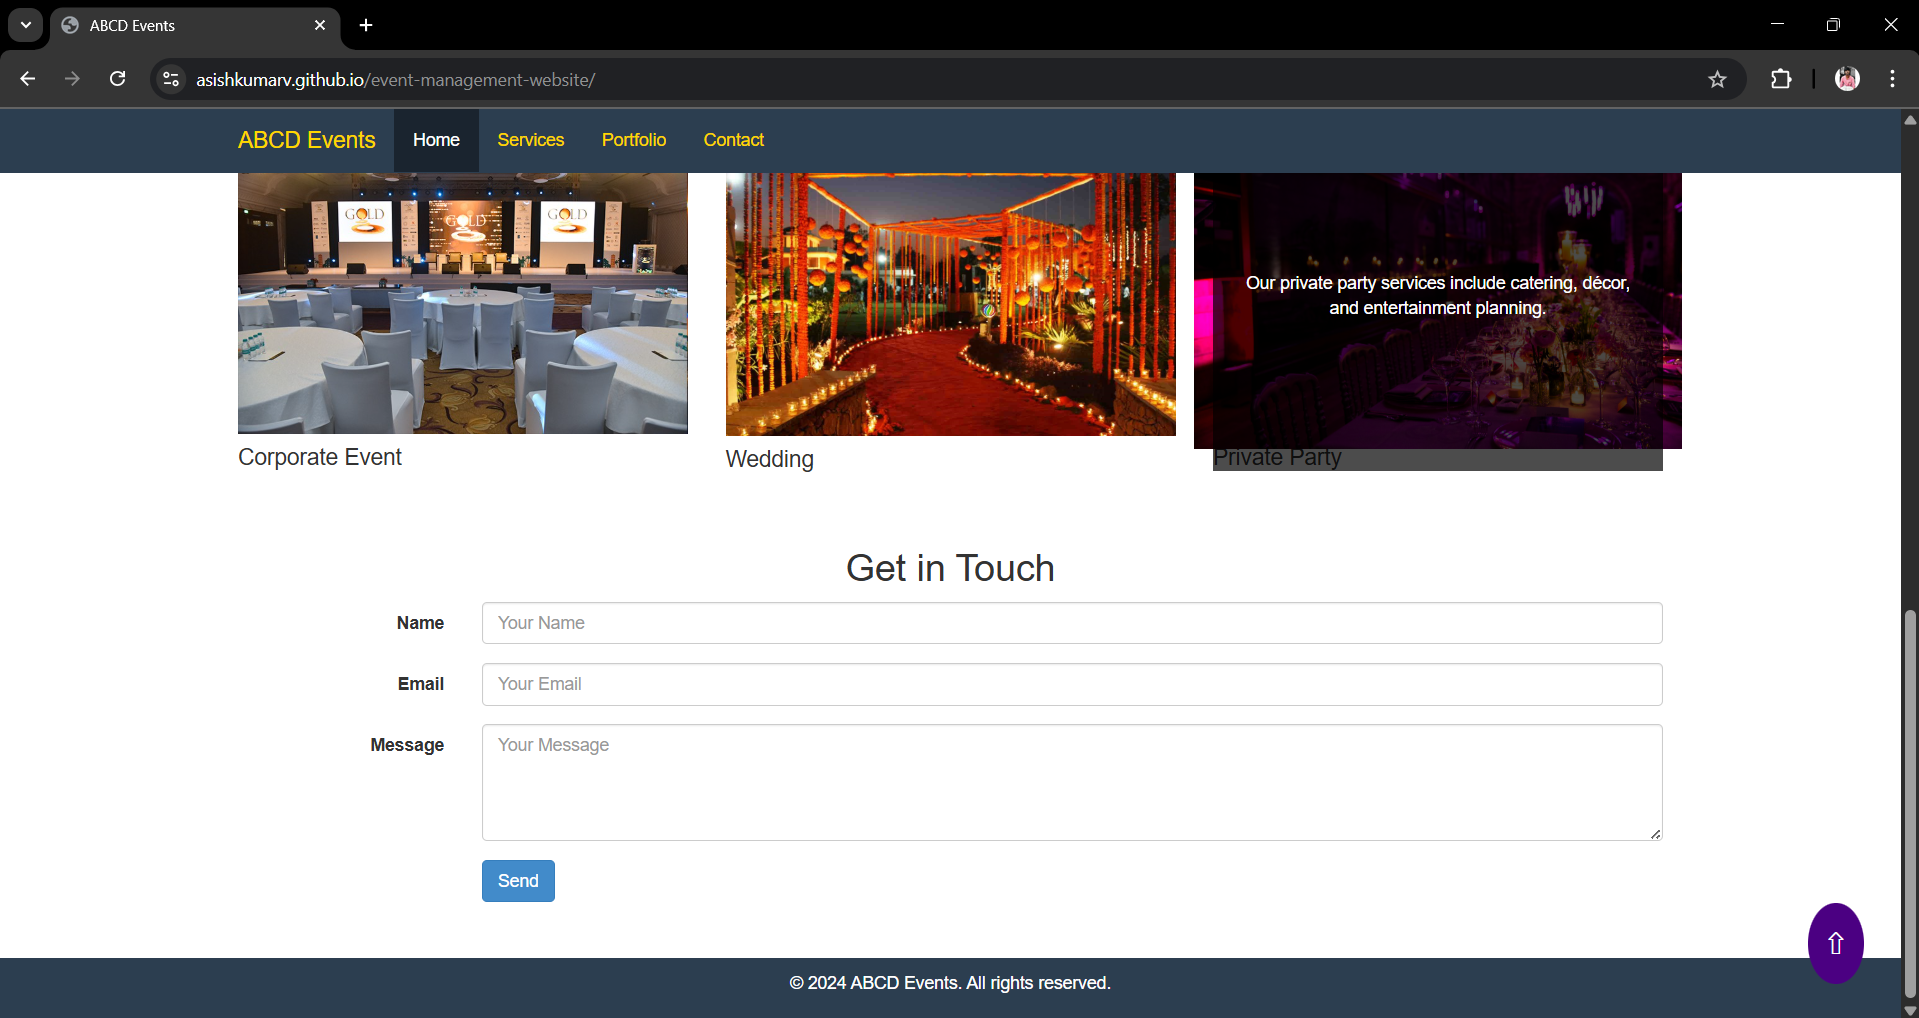 ABCD Events
asishkumarv.github.io/event-management-website/
ABCD Events Home Services Portfolio Contact
GOLD GOLD GOLD
Our private party services include catering, décor,
and entertainment planning.
Corporate Event
Wedding
Private Party
Get in Touch
Name Your Name
Email Your Email
Message Your Message
Send
⇧
© 2024 ABCD Events. All rights reserved.